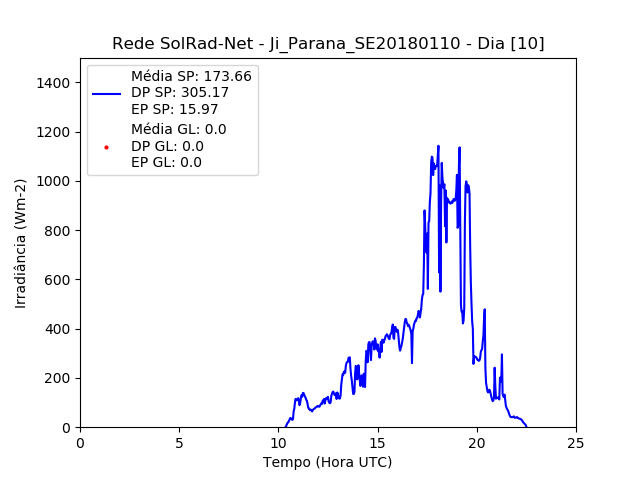 Rede SolRad-Net - Ji_Parana_SE20180110 - Dia [10]
Média SP: 173.66
DP SP: 305.17
EP SP: 15.97
Média GL: 0.0
DP GL: 0.0
EP GL: 0.0
1400
1200
1000
800
600
400
200
0
Irradiância (Wm-2)
0 5 10 15 20 25
Tempo (Hora UTC)